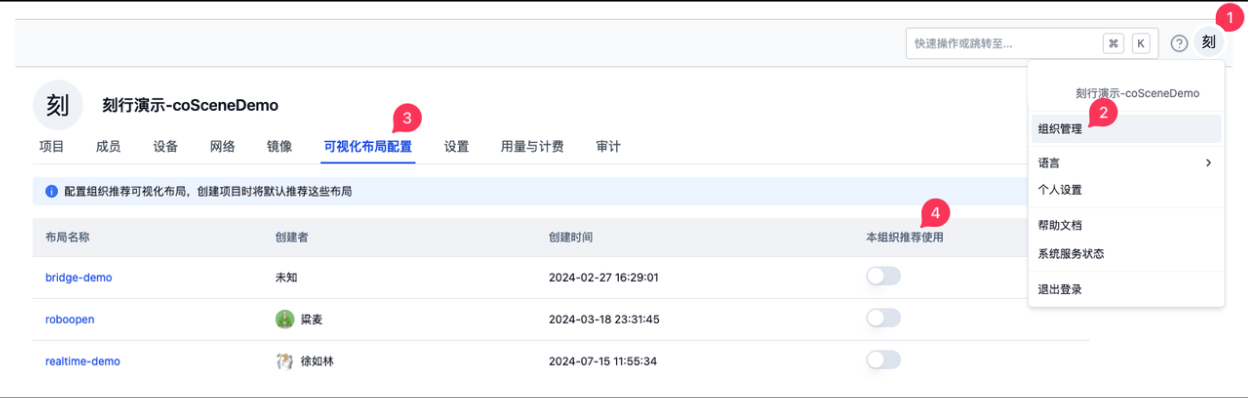 1
快速操作或跳转至... ⌘ K ? 刻
刻 刻行演示-coSceneDemo
刻行演示-coSceneDemo
2
组织管理
3
项目 成员 设备 网络 镜像 可视化布局配置 设置 用量与计费 审计
语言
个人设置
配置组织推荐可视化布局，创建项目时将默认推荐这些布局
4
帮助文档
布局名称 创建者 创建时间 本组织推荐使用
系统服务状态
bridge-demo 未知 2024-02-27 16:29:01
退出登录
roboopen 梁麦 2024-03-18 23:31:45
realtime-demo 徐如林 2024-07-15 11:55:34